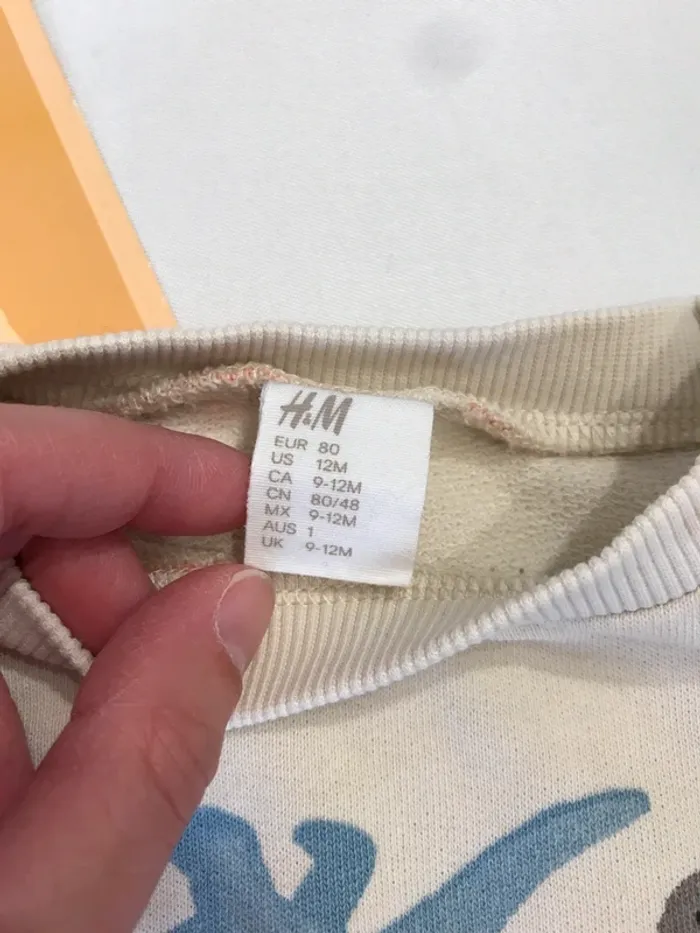 H&M
EUR 80
US 12M
CA 9-12M
CN 80/48
MX 9-12M
AUS 1
UK 9-12M